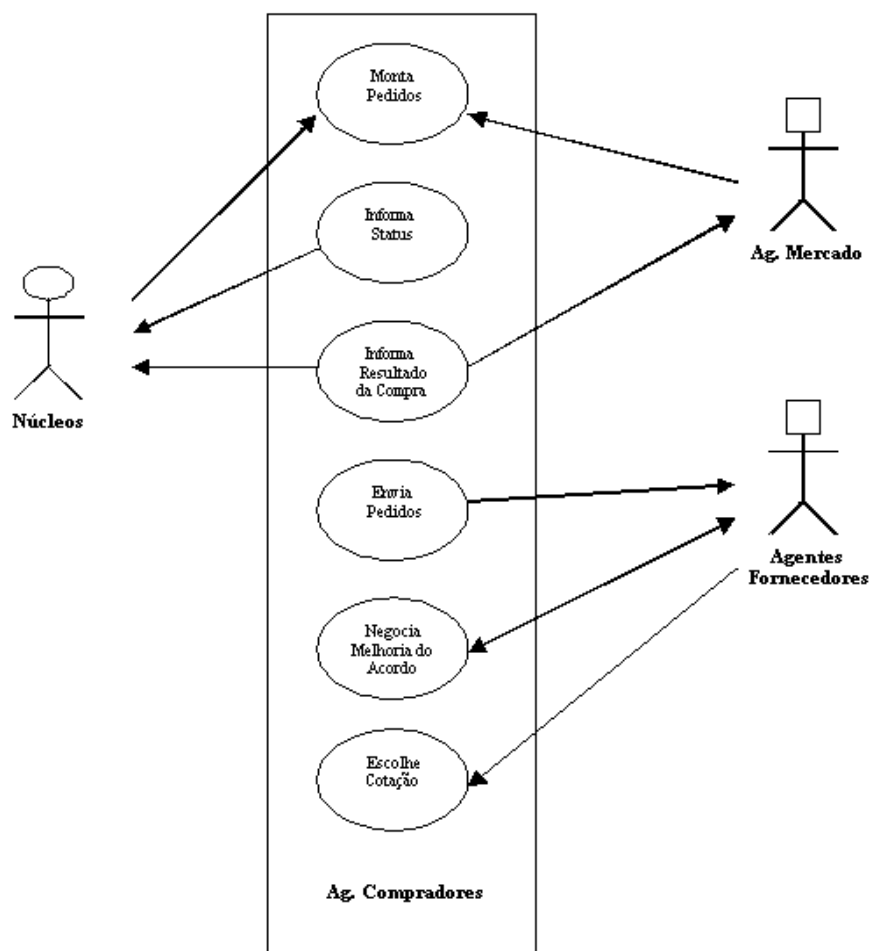 Monta
Pedidos
Informa
Status
Ag. Mercado
Informa
Resultado
da Compra
Núcleos
Envia
Pedidos
Agentes
Fornecedores
Negocia
Melhoria do
Acordo
Escolhe
Cotação
Ag. Compradores